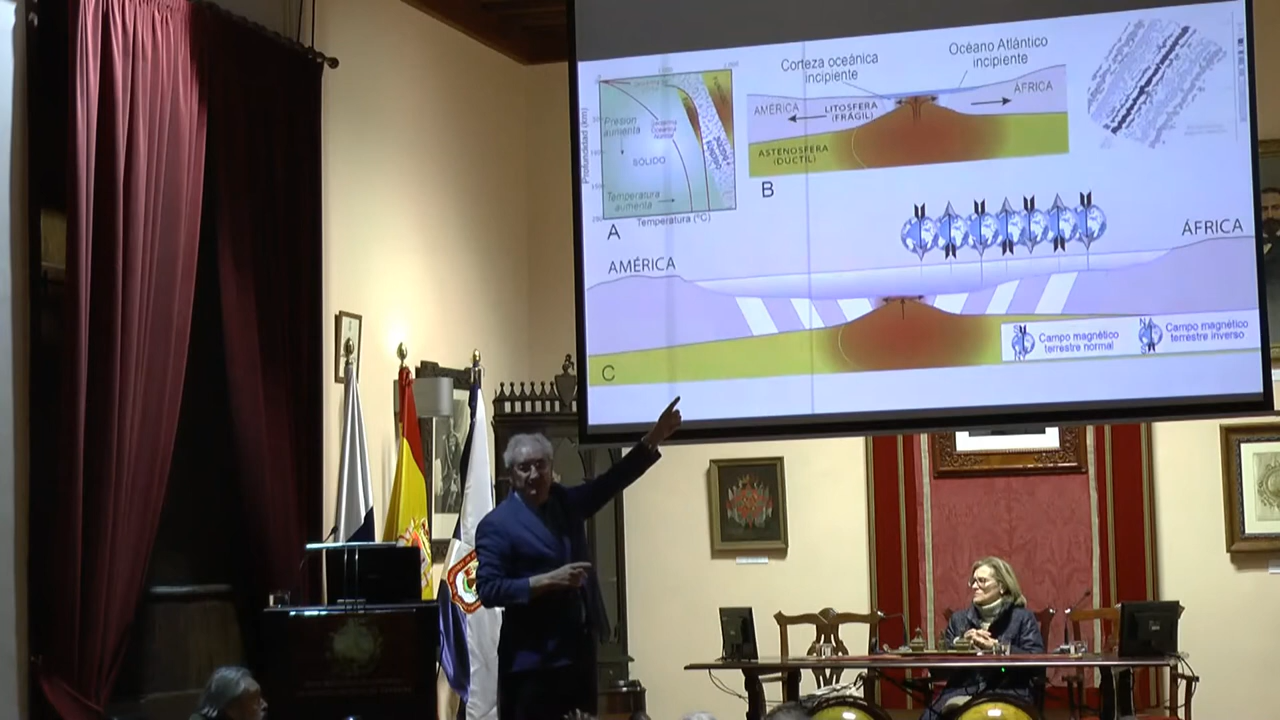 Corteza oceánica
incipiente
Océano Atlántico
incipiente
AMÉRICA
LITOSFERA
(FRÁGIL)
ÁFRICA
ASTENOSFERA
(DÚCTIL)
B
Profundidad (km)
Presión
aumenta
SÓLIDO
Temperatura
aumenta
Temperatura (ºC)
A
AMÉRICA
ÁFRICA
Campo magnético
terrestre normal
Campo magnético
terrestre inverso
C